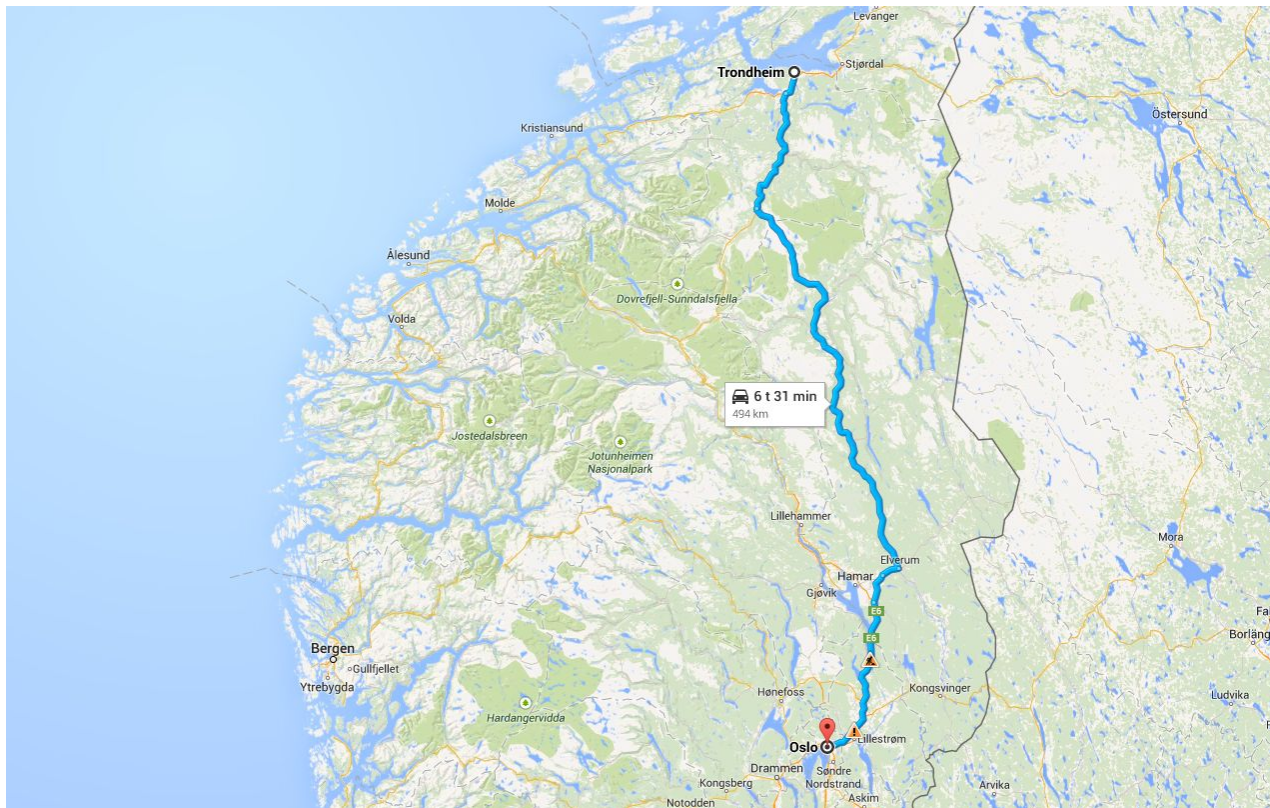 Levanger
Trondheim
Stjørdal
Östersund
Kristiansund
Molde
Ålesund
Dovrefjell-Sunndalsfjella
Volda
6 t 31 min
494 km
Jostedalsbreen
Jotunheimen
Nasjonalpark
Lillehammer
Mora
Elverum
Hamar
Gjøvik
E6
E6
Borläng
Bergen
Gullfjellet
Ytrebygda
Hønefoss
Kongsvinger
Ludvika
Hardangervidda
Oslo
Lillestrøm
Drammen
Søndre
Nordstrand
Kongsberg
Arvika
Notodden
Askim